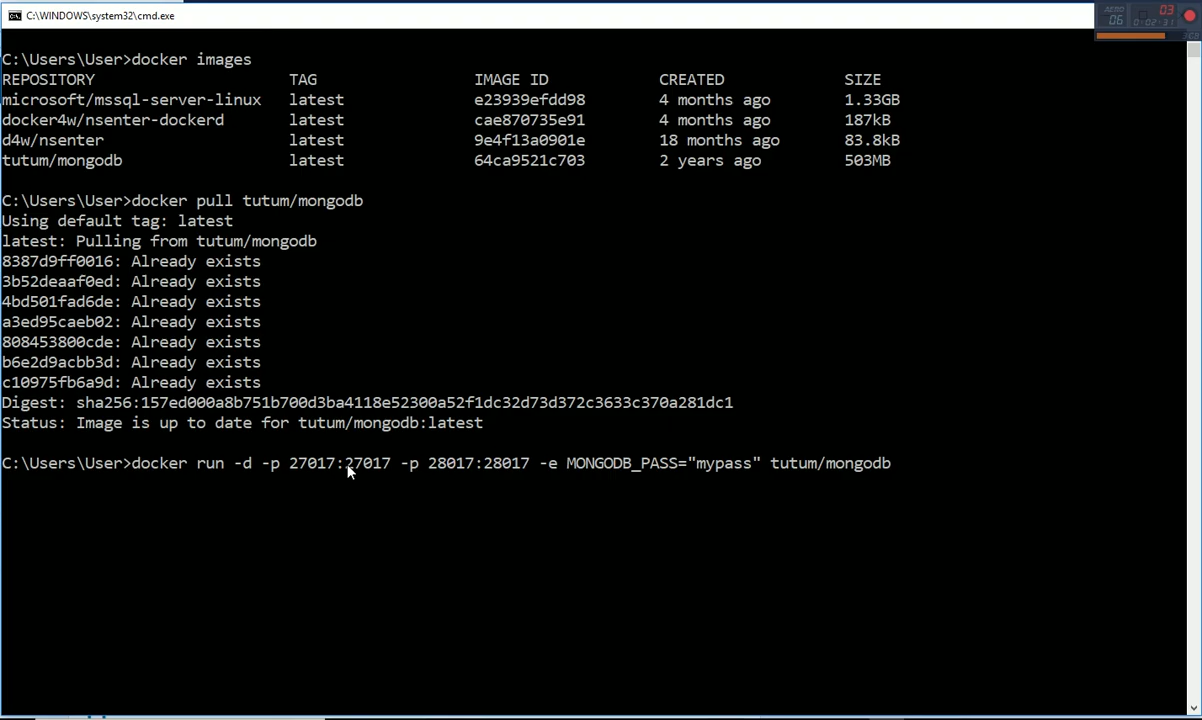 C:\WINDOWS\system32\cmd.exe
03
06
0:02:31
C:\Users\User>docker images
REPOSITORY TAG IMAGE ID CREATED SIZE
microsoft/mssql-server-linux latest e23939efdd98 4 months ago 1.33GB
docker4w/nsenter-dockerd latest cae870735e91 4 months ago 187kB
d4w/nsenter latest 9e4f13a0901e 18 months ago 83.8kB
tutum/mongodb latest 64ca9521c703 2 years ago 503MB
C:\Users\User>docker pull tutum/mongodb
Using default tag: latest
latest: Pulling from tutum/mongodb
8387d9ff0016: Already exists
3b52deaaf0ed: Already exists
4bd501fad6de: Already exists
a3ed95caeb02: Already exists
808453800cde: Already exists
b6e2d9acbb3d: Already exists
c10975fb6a9d: Already exists
Digest: sha256:157ed000a8b751b700d3ba4118e52300a52f1dc32d73d372c3633c370a281dc1
Status: Image is up to date for tutum/mongodb:latest
C:\Users\User>docker run -d -p 27017:27017 -p 28017:28017 -e MONGODB_PASS="mypass" tutum/mongodb